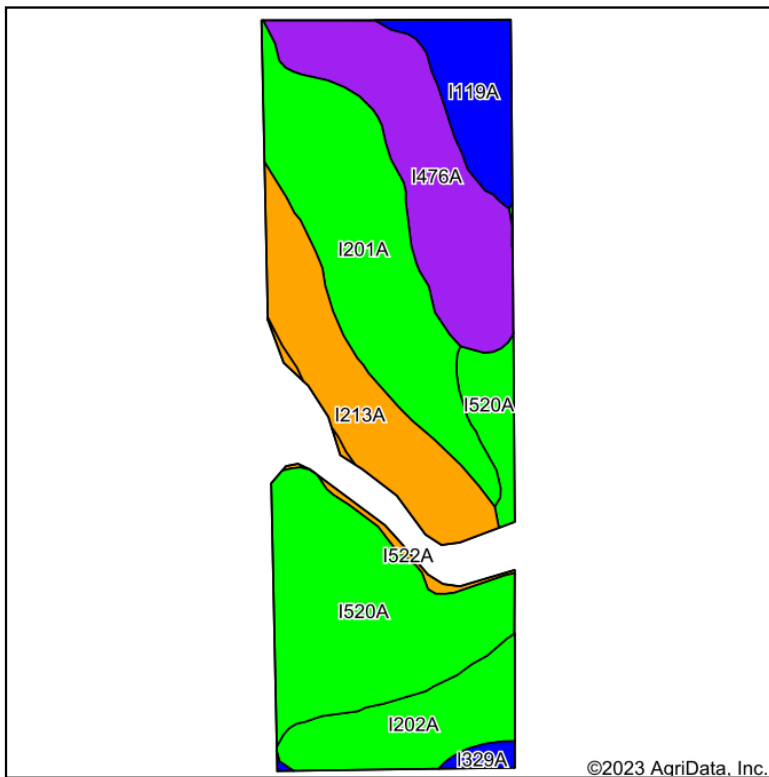 I119A
I476A
I201A
I520A
I213A
I522A
I520A
I202A
I329A
©2023 AgriData, Inc.